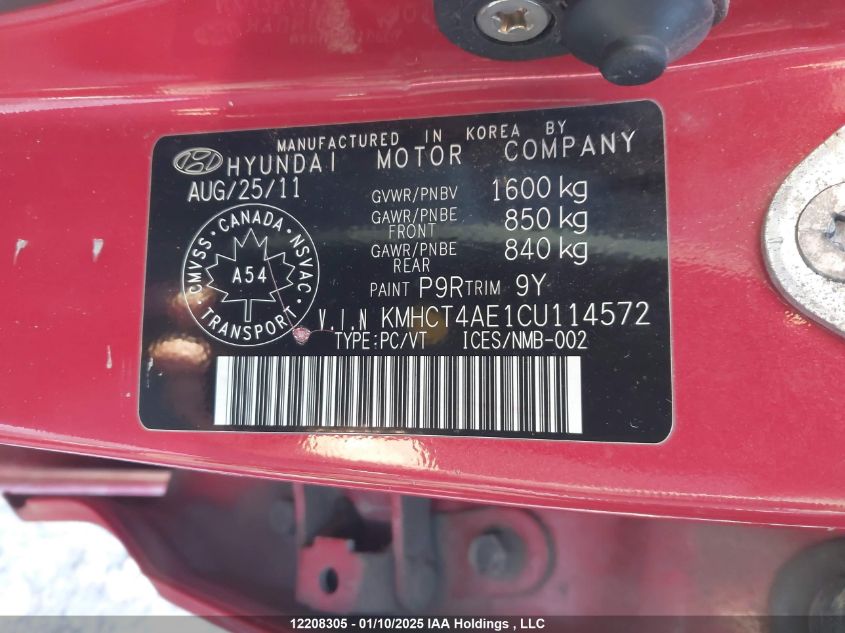 MANUFACTURED IN KOREA BY
HYUNDAI MOTOR COMPANY
AUG/25/11
GVWR/PNBV 1600 kg
GAWR/PNBE FRONT 850 kg
GAWR/PNBE REAR 840 kg
CMVSS · CANADA · NSVAC · TRANSPORT
A54
PAINT P9R TRIM 9Y
V.I.N KMHCT4AE1CU114572
TYPE:PC/VT ICES/NMB-002
12208305 - 01/10/2025 IAA Holdings , LLC